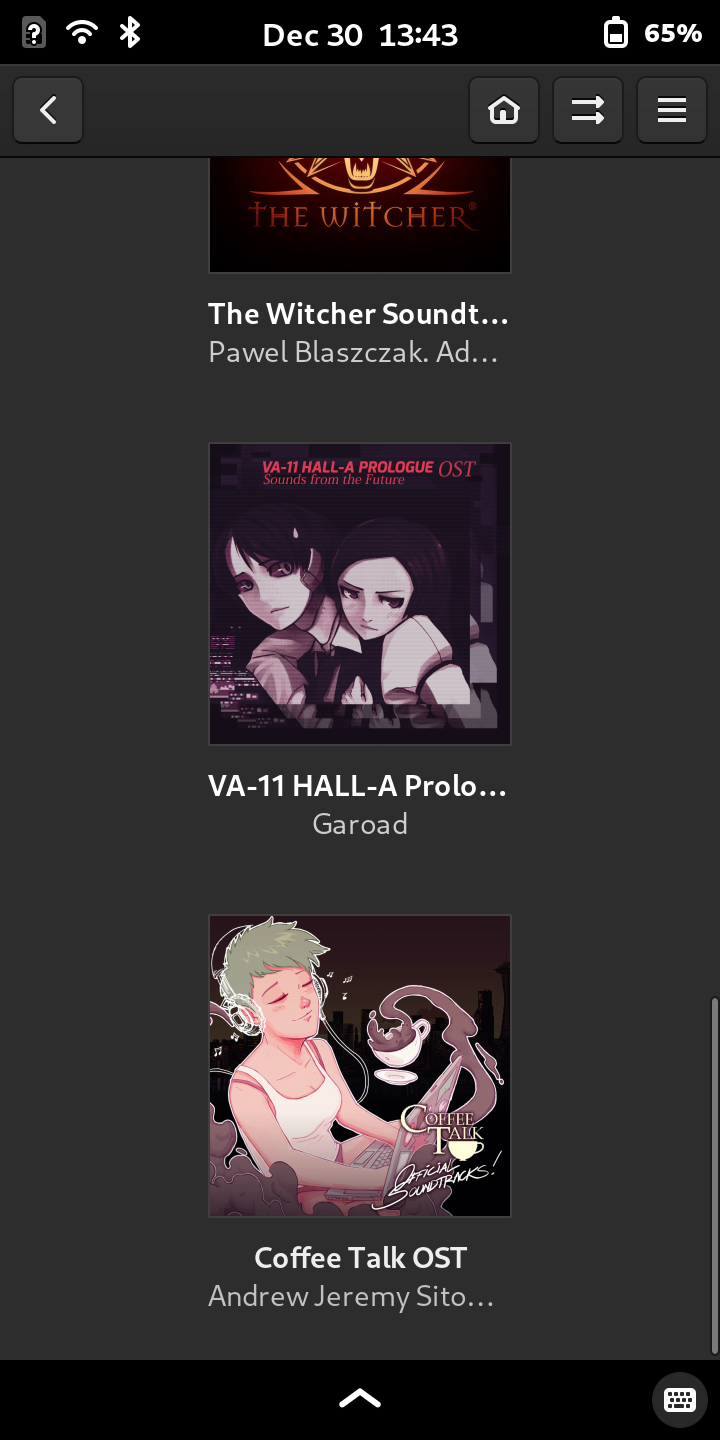 Dec 30 13:43
65%
THE WITCHER®
The Witcher Soundt...
Pawel Blaszczak. Ad...
VA-11 HALL-A PROLOGUE OST
Sounds from the Future
VA-11 HALL-A Prolo...
Garoad
COFFEE
TALK
OFFICIAL
SOUNDTRACKS!
Coffee Talk OST
Andrew Jeremy Sito...